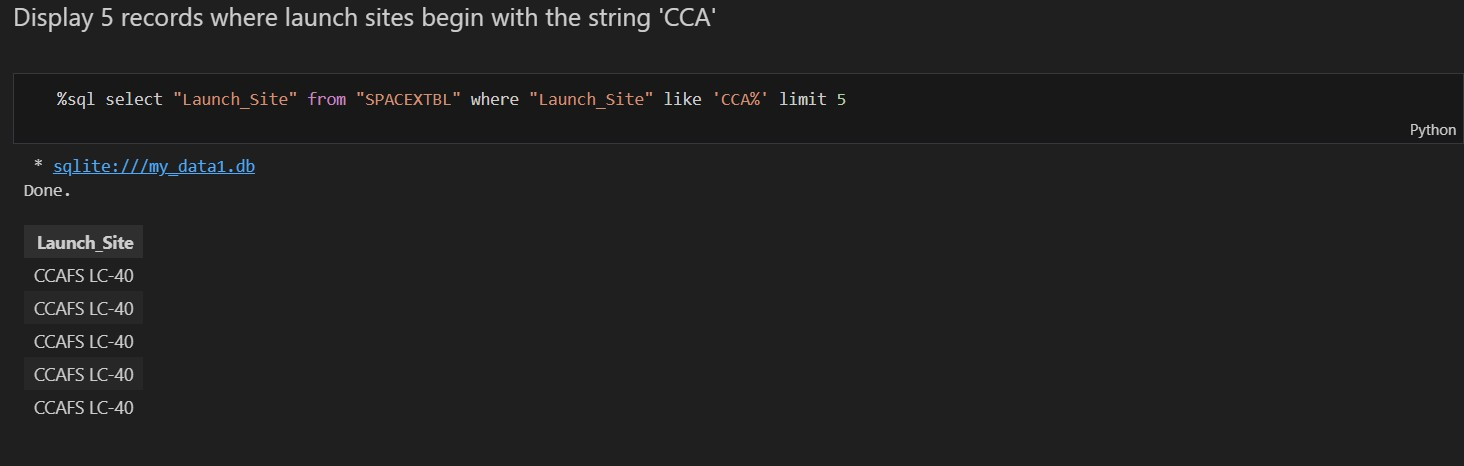 Display 5 records where launch sites begin with the string 'CCA'
%sql select "Launch_Site" from "SPACEXTBL" where "Launch_Site" like 'CCA%' limit 5
Python
* sqlite:///my_data1.db
Done.
Launch_Site
CCAFS LC-40
CCAFS LC-40
CCAFS LC-40
CCAFS LC-40
CCAFS LC-40